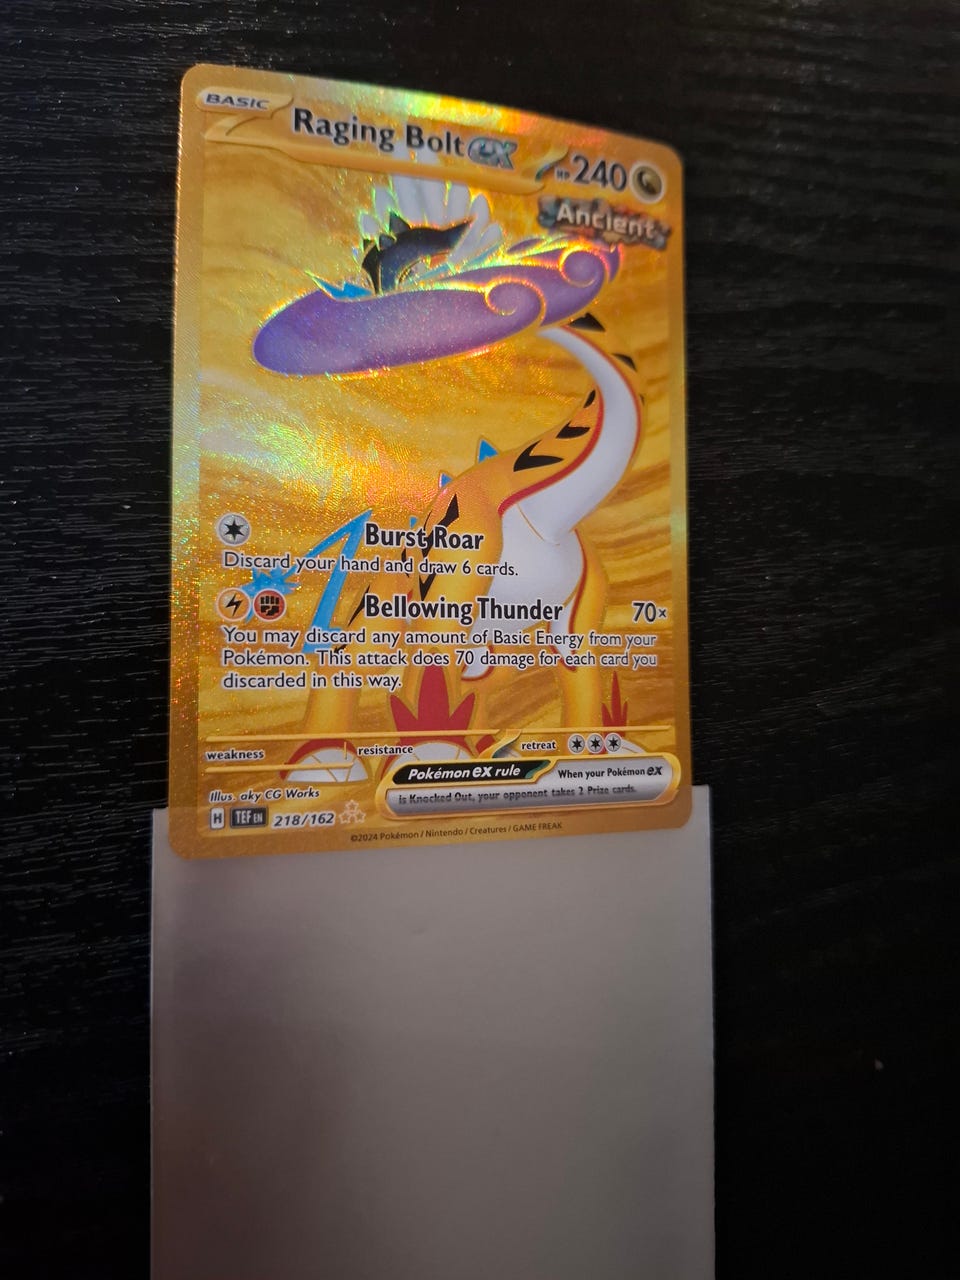 BASIC
Raging Bolt ex
HP 240
Ancient
Burst Roar
Discard your hand and draw 6 cards.
Bellowing Thunder 70×
You may discard any amount of Basic Energy from your
Pokémon. This attack does 70 damage for each card you
discarded in this way.
weakness resistance retreat
Pokémon ex rule When your Pokémon ex
is Knocked Out, your opponent takes 2 Prize cards.
Illus. aky CG Works
H TEF EN 218/162
©2024 Pokémon / Nintendo / Creatures / GAME FREAK